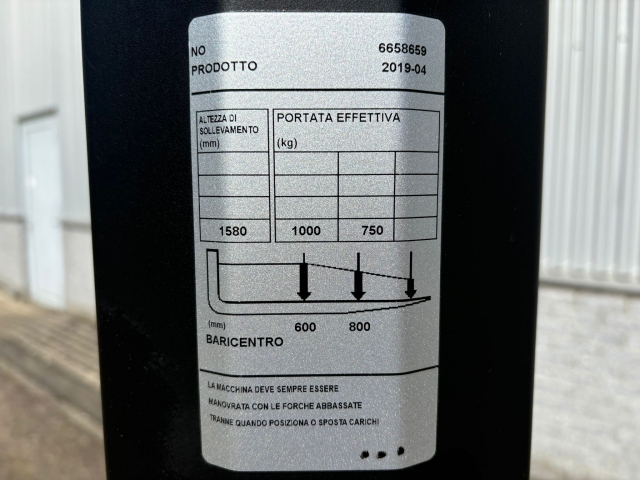 NO 6658659
PRODOTTO 2019-04
ALTEZZA DI
SOLLEVAMENTO
(mm)
PORTATA EFFETTIVA
(kg)
1580 1000 750
(mm) 600 800
BARICENTRO
LA MACCHINA DEVE SEMPRE ESSERE
MANOVRATA CON LE FORCHE ABBASSATE
TRANNE QUANDO POSIZIONA O SPOSTA CARICHI